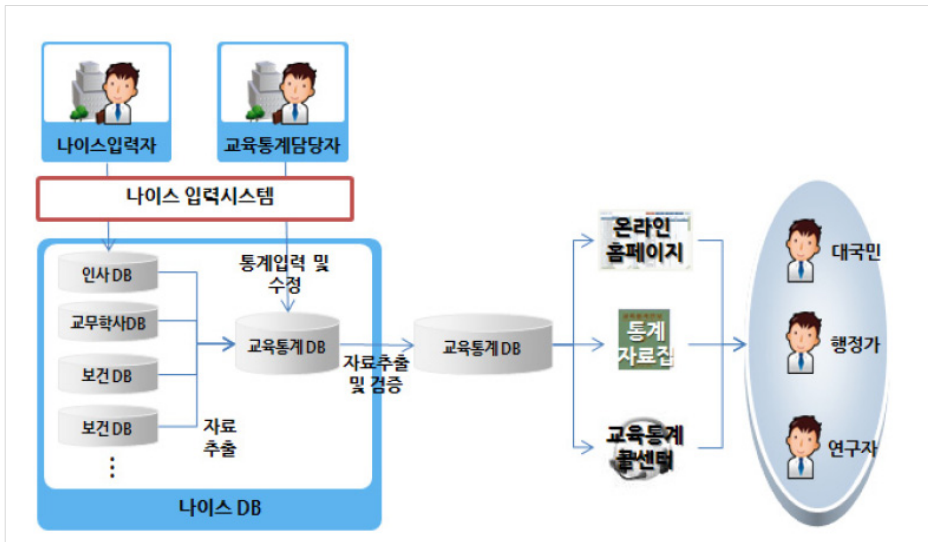 나이스입력자
교육통계담당자
나이스 입력시스템
통계입력 및
수정
인사 DB
교무학사DB
보건 DB
보건 DB
⋮
자료
추출
교육통계 DB
나이스 DB
자료추출
및 검증
교육통계 DB
온라인
홈페이지
통계
자료집
교육통계
콜센터
대국민
행정가
연구자